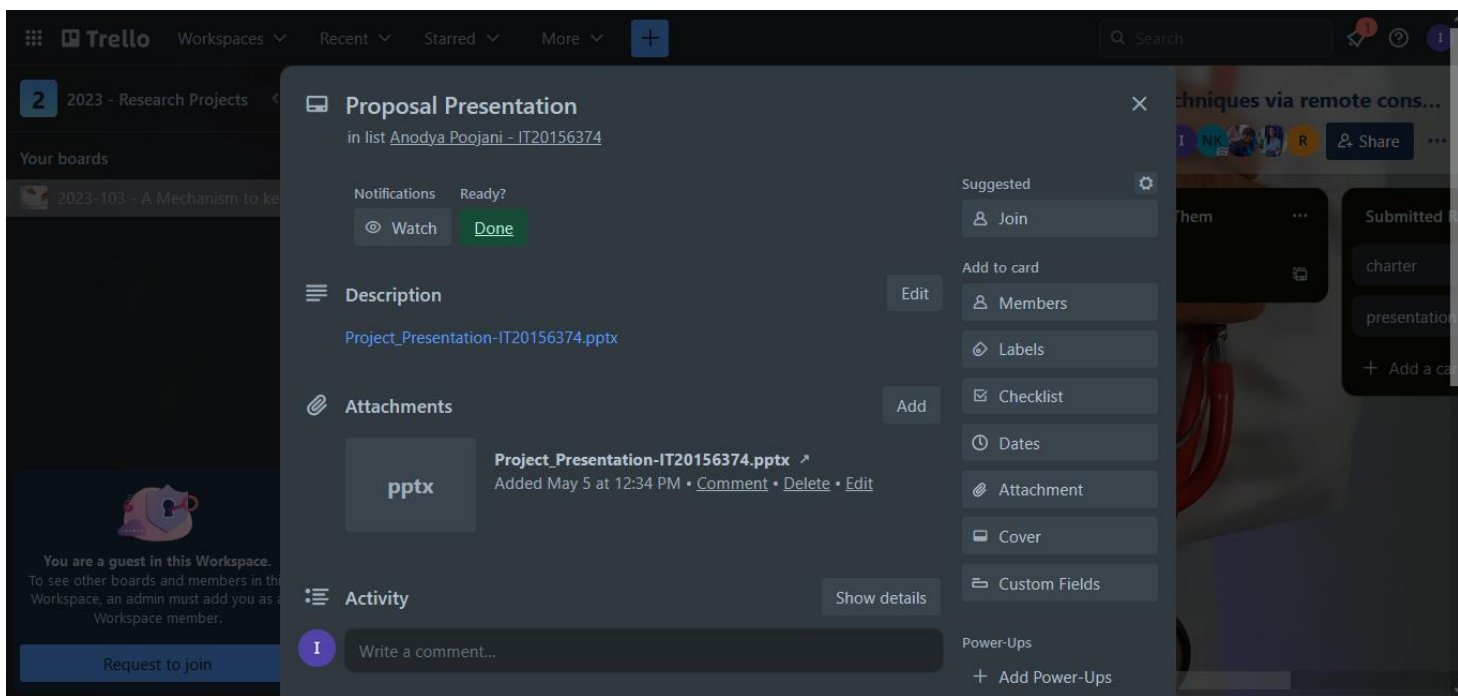 Trello Workspaces Recent Starred More + Search 1 I
2 2023 - Research Projects
Your boards
2023-103 - A Mechanism to ke
You are a guest in this Workspace.
To see other boards and members in thi
Workspace, an admin must add you as a
Workspace member.
Request to join
Proposal Presentation
in list Anodya Poojani - IT20156374
Notifications Ready?
Watch Done
Description Edit
Project_Presentation-IT20156374.pptx
Attachments Add
pptx
Project_Presentation-IT20156374.pptx ↗
Added May 5 at 12:34 PM • Comment • Delete • Edit
Activity Show details
I Write a comment...
Suggested
Join
Add to card
Members
Labels
Checklist
Dates
Attachment
Cover
Custom Fields
Power-Ups
+ Add Power-Ups
chniques via remote cons...
I NK R Share ...
Them ...
Submitted R
charter
presentation
+ Add a car